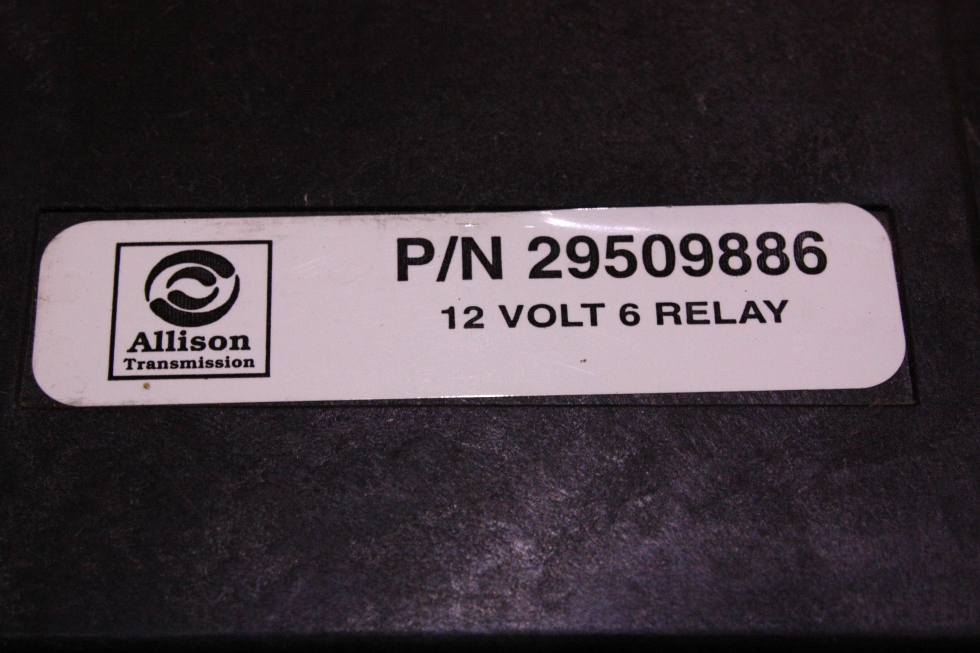 Allison
Transmission
P/N 29509886
12 VOLT 6 RELAY